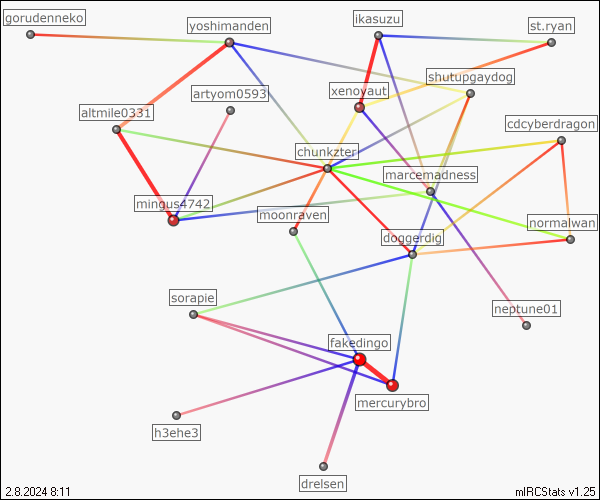 gorudenneko
yoshimanden
ikasuzu
st.ryan
shutupgaydog
xenoyaut
artyom0593
altmile0331
cdcyberdragon
chunkzter
marcemadness
mingus4742
moonraven
normalwan
doggerdig
sorapie
neptune01
fakedingo
mercurybro
h3ehe3
drelsen
2.8.2024 8:11
mIRCStats v1.25